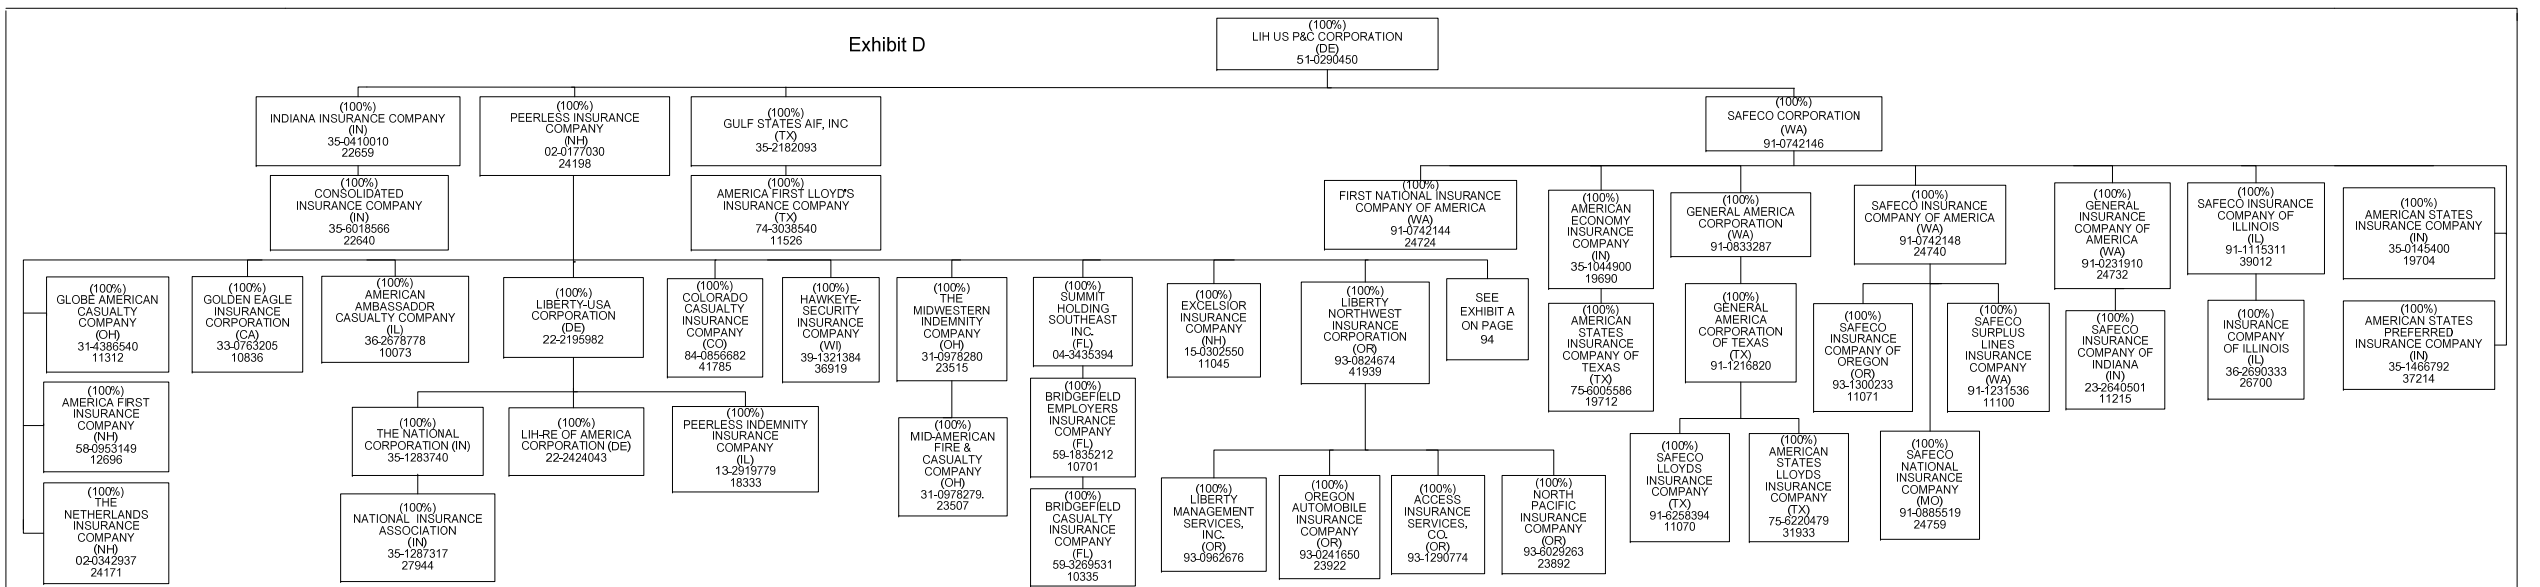 Exhibit D
(100%)
LIH US P&C CORPORATION
(DE)
51-0290450
(100%)
INDIANA INSURANCE COMPANY
(IN)
35-0410010
22659
(100%)
PEERLESS INSURANCE
COMPANY
(NH)
02-0177030
24198
(100%)
GULF STATES AIF, INC
(TX)
35-2182093
(100%)
SAFECO CORPORATION
(WA)
91-0742146
(100%)
CONSOLIDATED
INSURANCE COMPANY
(IN)
35-6018566
22640
(100%)
AMERICA FIRST LLOYD'S
INSURANCE COMPANY
(TX)
74-3038540
11526
(100%)
FIRST NATIONAL INSURANCE
COMPANY OF AMERICA
(WA)
91-0742144
24724
(100%)
AMERICAN
ECONOMY
INSURANCE
COMPANY
(IN)
35-1044900
19690
(100%)
GENERAL AMERICA
CORPORATION
(WA)
91-0833287
(100%)
SAFECO INSURANCE
COMPANY OF AMERICA
(WA)
91-0742148
24740
(100%)
GENERAL
INSURANCE
COMPANY OF
AMERICA
(WA)
91-0231910
24732
(100%)
SAFECO INSURANCE
COMPANY OF
ILLINOIS
(IL)
91-1115311
39012
(100%)
AMERICAN STATES
INSURANCE COMPANY
(IN)
35-0145400
19704
(100%)
GLOBE AMERICAN
CASUALTY
COMPANY
(OH)
31-4386540
11312
(100%)
GOLDEN EAGLE
INSURANCE
CORPORATION
(CA)
33-0763205
10836
(100%)
AMERICAN
AMBASSADOR
CASUALTY COMPANY
(IL)
36-2678778
10073
(100%)
LIBERTY-USA
CORPORATION
(DE)
22-2195982
(100%)
COLORADO
CASUALTY
INSURANCE
COMPANY
(CO)
84-0856682
41785
(100%)
HAWKEYE-
SECURITY
INSURANCE
COMPANY
(WI)
39-1321384
36919
(100%)
THE
MIDWESTERN
INDEMNITY
COMPANY
(OH)
31-0978280
23515
(100%)
SUMMIT
HOLDING
SOUTHEAST
INC.
(FL)
04-3435394
(100%)
EXCELSIOR
INSURANCE
COMPANY
(NH)
15-0302550
11045
(100%)
LIBERTY
NORTHWEST
INSURANCE
CORPORATION
(OR)
93-0824674
41939
SEE
EXHIBIT A
ON PAGE
94
(100%)
AMERICAN
STATES
INSURANCE
COMPANY OF
TEXAS
(TX)
75-6005586
19712
(100%)
GENERAL
AMERICA
CORPORATION
OF TEXAS
(TX)
91-1216820
(100%)
SAFECO
INSURANCE
COMPANY OF
OREGON
(OR)
93-1300233
11071
(100%)
SAFECO
SURPLUS
LINES
INSURANCE
COMPANY
(WA)
91-1231536
11100
(100%)
SAFECO
INSURANCE
COMPANY OF
INDIANA
(IN)
23-2640501
11215
(100%)
INSURANCE
COMPANY
OF ILLINOIS
(IL)
36-2690333
26700
(100%)
AMERICAN STATES
PREFERRED
INSURANCE COMPANY
(IN)
35-1466792
37214
(100%)
AMERICA FIRST
INSURANCE
COMPANY
(NH)
58-0953149
12696
(100%)
THE NATIONAL
CORPORATION (IN)
35-1283740
(100%)
LIH-RE OF AMERICA
CORPORATION (DE)
22-2424043
(100%)
PEERLESS INDEMNITY
INSURANCE
COMPANY
(IL)
13-2919779
18333
(100%)
MID-AMERICAN
FIRE &
CASUALTY
COMPANY
(OH)
31-0978279.
23507
(100%)
BRIDGEFIELD
EMPLOYERS
INSURANCE
COMPANY
(FL)
59-1835212
10701
(100%)
SAFECO
LLOYDS
INSURANCE
COMPANY
(TX)
91-6258394
11070
(100%)
AMERICAN
STATES
LLOYDS
INSURANCE
COMPANY
(TX)
75-6220479
31933
(100%)
SAFECO
NATIONAL
INSURANCE
COMPANY
(MO)
91-0885519
24759
(100%)
THE
NETHERLANDS
INSURANCE
COMPANY
(NH)
02-0342937
24171
(100%)
NATIONAL INSURANCE
ASSOCIATION
(IN)
35-1287317
27944
(100%)
BRIDGEFIELD
CASUALTY
INSURANCE
COMPANY
(FL)
59-3269531
10335
(100%)
LIBERTY
MANAGEMENT
SERVICES,
INC.
(OR)
93-0962676
(100%)
OREGON
AUTOMOBILE
INSURANCE
COMPANY
(OR)
93-0241650
23922
(100%)
ACCESS
INSURANCE
SERVICES,
CO.
(OR)
93-1290774
(100%)
NORTH
PACIFIC
INSURANCE
COMPANY
(OR)
93-6029263
23892